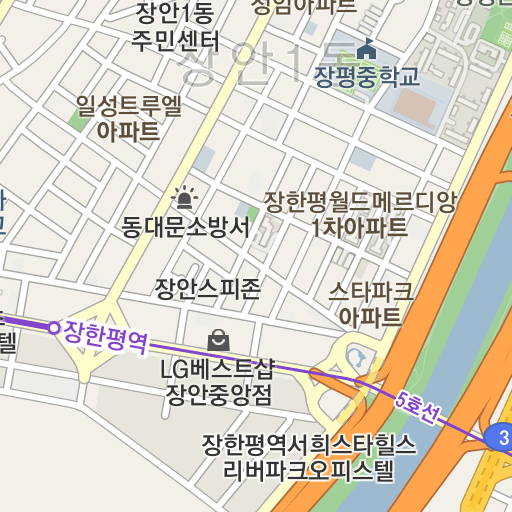 장안1동
주민센터
장안1동
장평중학교
일성트루엘
아파트
동대문소방서
장한평월드메르디앙
1차아파트
장안스피존
스타파크
아파트
장한평역
텔
LG베스트샵
장안중앙점
5호선
3
장한평역서희스타힐스
리버파크오피스텔